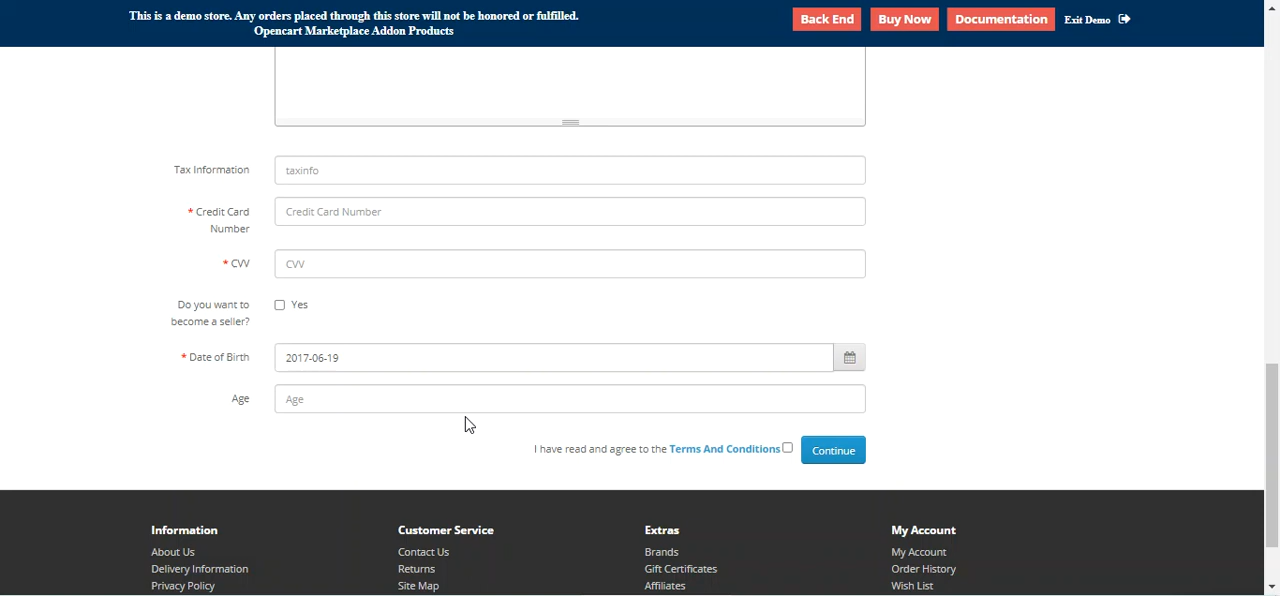 This is a demo store. Any orders placed through this store will not be honored or fulfilled.
Opencart Marketplace Addon Products
Back End
Buy Now
Documentation
Exit Demo
Tax Information
taxinfo
* Credit Card
Number
Credit Card Number
* CVV
CVV
Do you want to
become a seller?
Yes
* Date of Birth
2017-06-19
Age
Age
I have read and agree to the Terms And Conditions
Continue
Information
About Us
Delivery Information
Privacy Policy
Customer Service
Contact Us
Returns
Site Map
Extras
Brands
Gift Certificates
Affiliates
My Account
My Account
Order History
Wish List